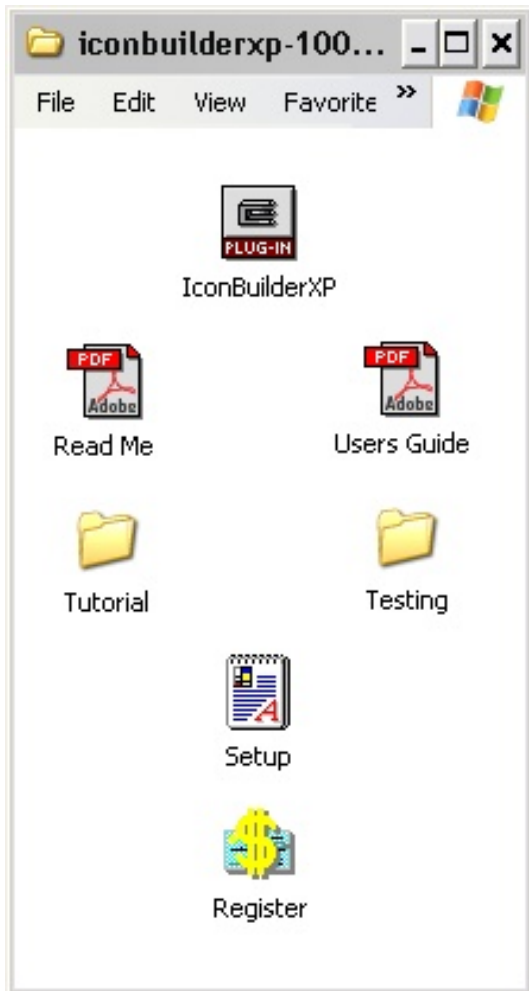 iconbuilderxp-100...
File Edit View Favorite »
PLUG-IN
IconBuilderXP
PDF
Adobe
Read Me
PDF
Adobe
Users Guide
Tutorial
Testing
A
Setup
$
Register